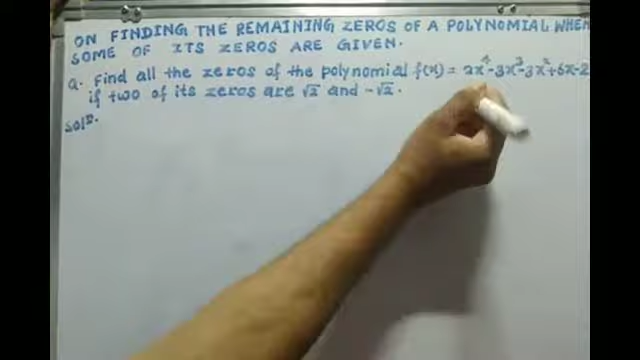 ON FINDING THE REMAINING ZEROS OF A POLYNOMIAL WHEN
SOME OF ITS ZEROS ARE GIVEN.
Q. Find all the zeros of the polynomial f(x) = 2x⁴-3x³-3x²+6x-2
if two of its zeros are √2 and -√2.
Solⁿ.